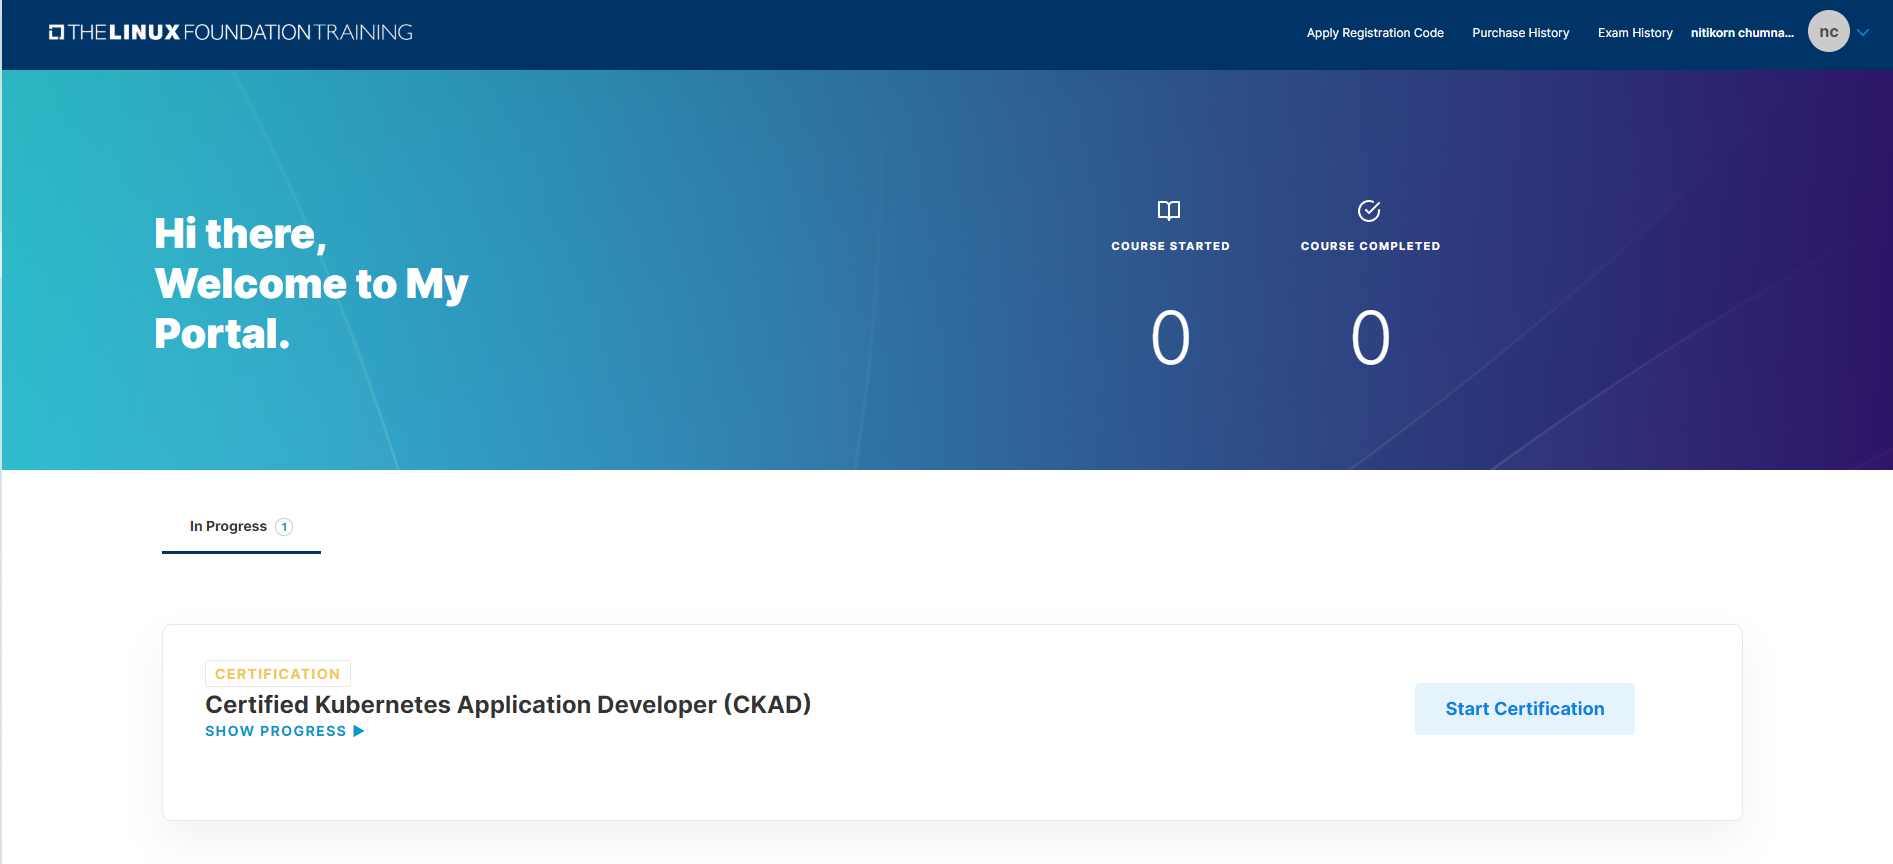 THE LINUX FOUNDATION TRAINING
Apply Registration Code
Purchase History
Exam History
nitikorn chumna...
nc
Hi there,
Welcome to My
Portal.
COURSE STARTED
COURSE COMPLETED
0
0
In Progress 1
CERTIFICATION
Certified Kubernetes Application Developer (CKAD)
SHOW PROGRESS
Start Certification